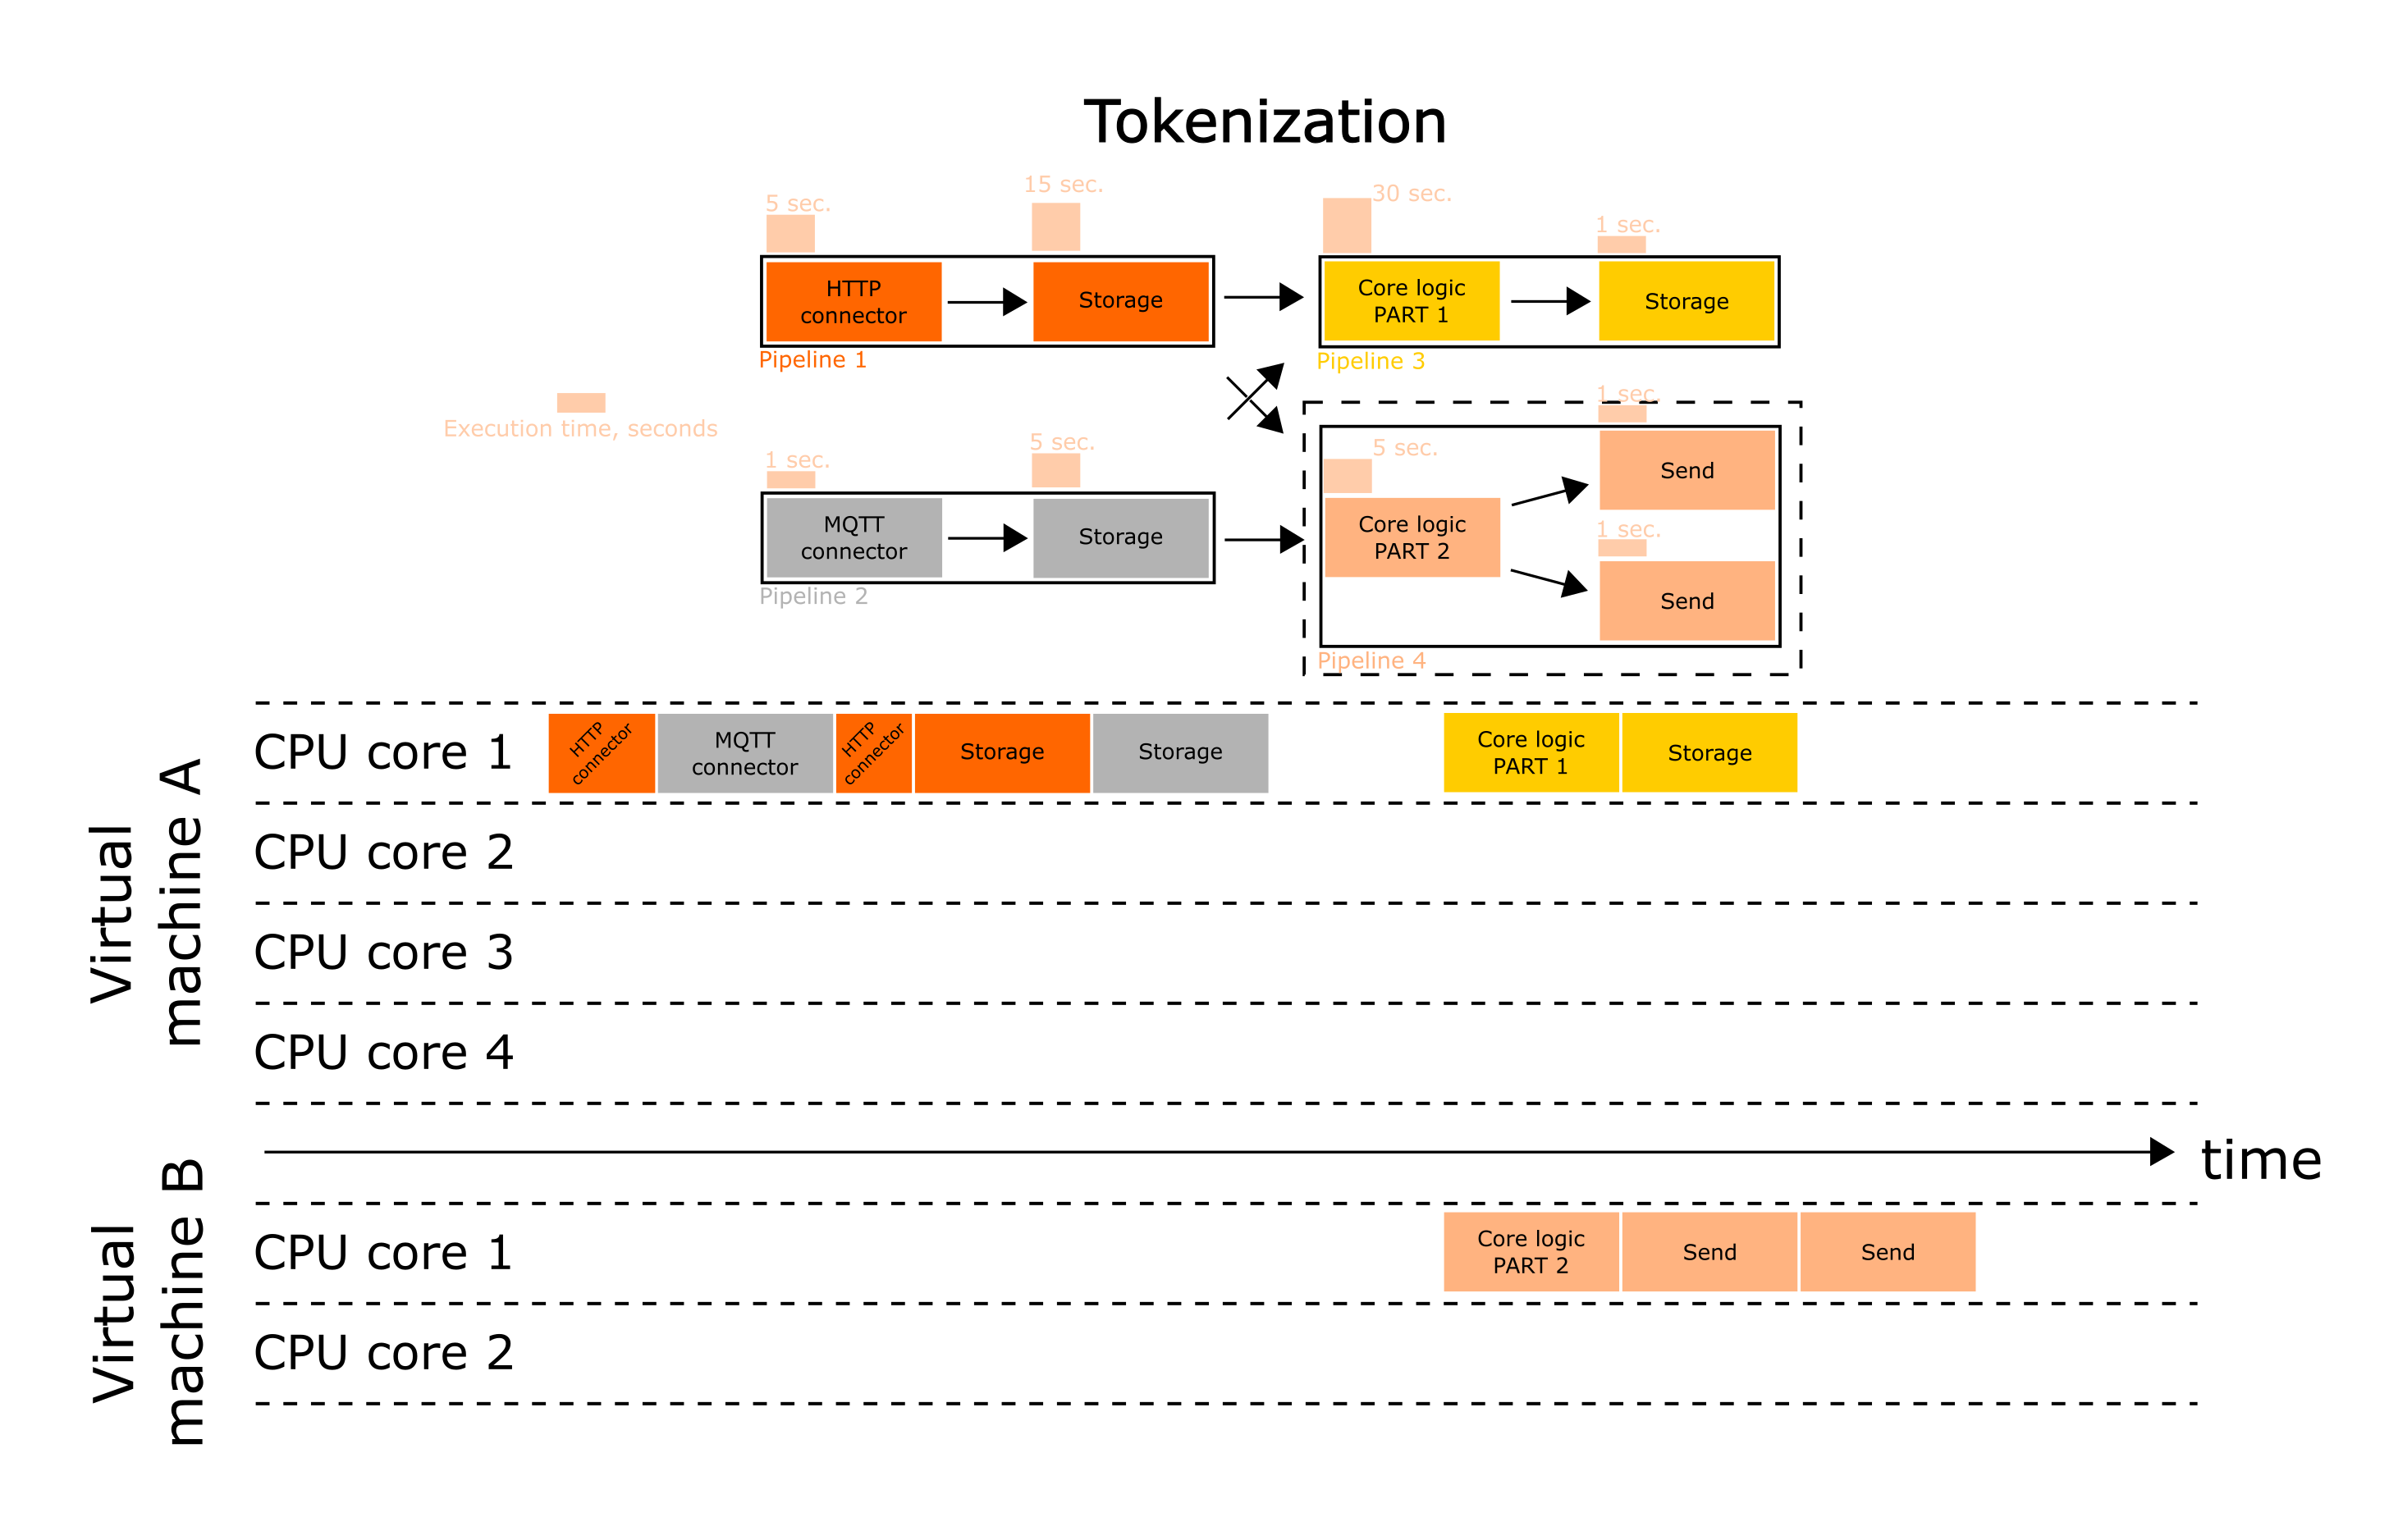 Tokenization
5 sec.
15 sec.
30 sec.
1 sec.
HTTP
connector
Storage
Core logic
PART 1
Storage
Pipeline 1
Pipeline 3
Execution time, seconds
1 sec.
5 sec.
5 sec.
1 sec.
MQTT
connector
Storage
Core logic
PART 2
Send
1 sec.
Send
Pipeline 2
Pipeline 4
Virtual
machine A
CPU core 1
HTTP
connector
MQTT
connector
HTTP
connector
Storage
Storage
Core logic
PART 1
Storage
CPU core 2
CPU core 3
CPU core 4
time
Virtual
machine B
CPU core 1
Core logic
PART 2
Send
Send
CPU core 2